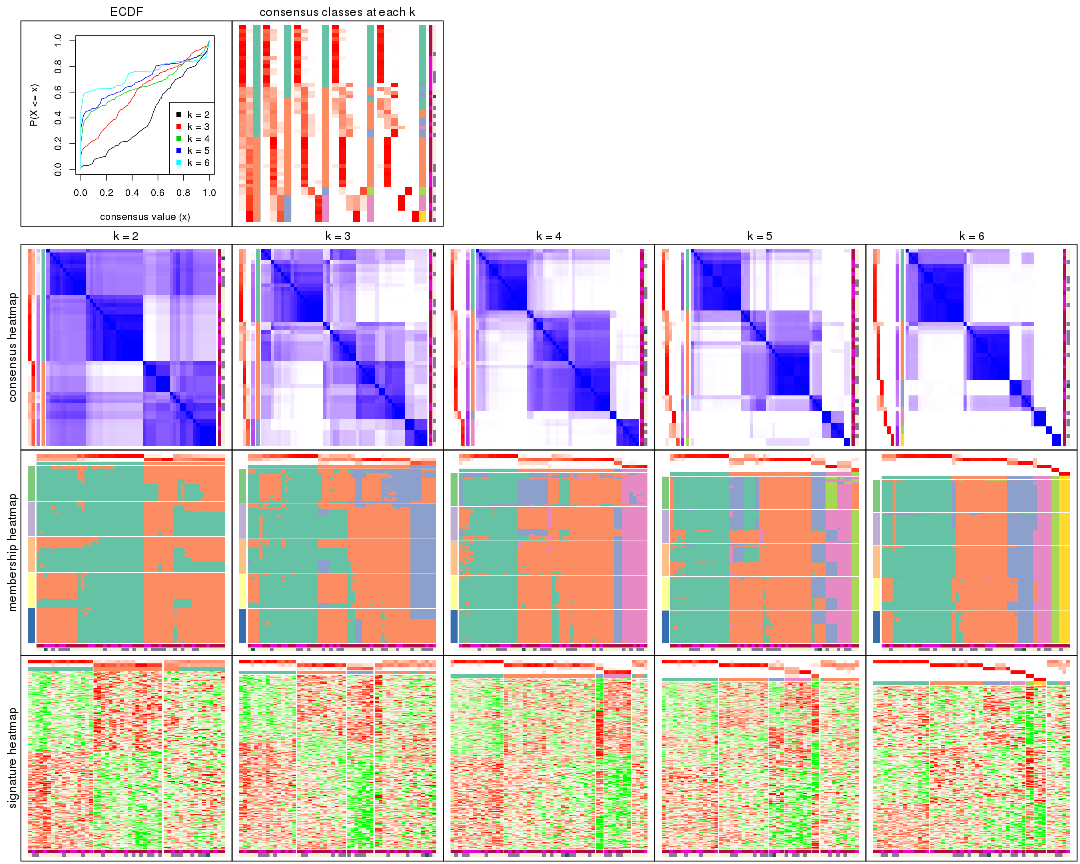 ECDF
consensus classes at each k
P(X <= x)
0.0 0.2 0.4 0.6 0.8 1.0
k = 2
k = 3
k = 4
k = 5
k = 6
0.0 0.2 0.4 0.6 0.8 1.0
consensus value (x)
k = 2 k = 3 k = 4 k = 5 k = 6
consensus heatmap
membership heatmap
signature heatmap